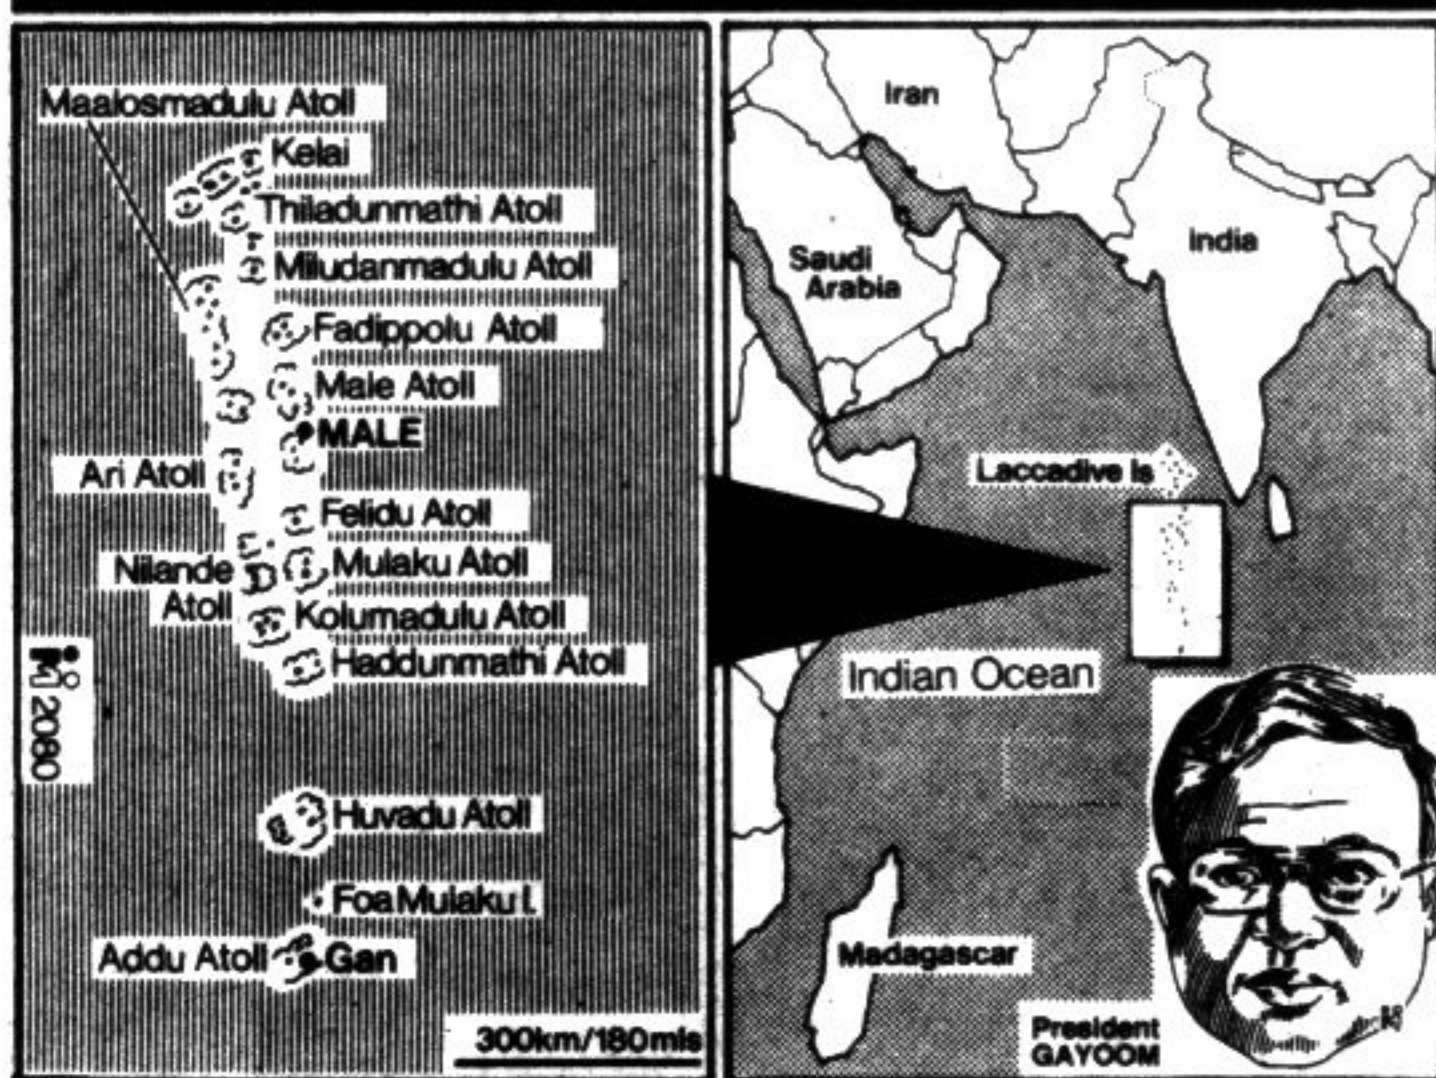 Maalosmadulu Atoll
Kelai
Thiladunmathi Atoll
Miludanmadulu Atoll
Fadippolu Atoll
Male Atoll
MALE
Ari Atoll
Felidu Atoll
Nilande
Atoll
Mulaku Atoll
Kolumadulu Atoll
Haddunmathi Atoll
2080
Huvadu Atoll
Foa Mulaku I.
Addu Atoll
Gan
300km/180mls
Iran
Saudi
Arabia
India
Laccadive Is
Indian Ocean
Madagascar
President
GAYOOM